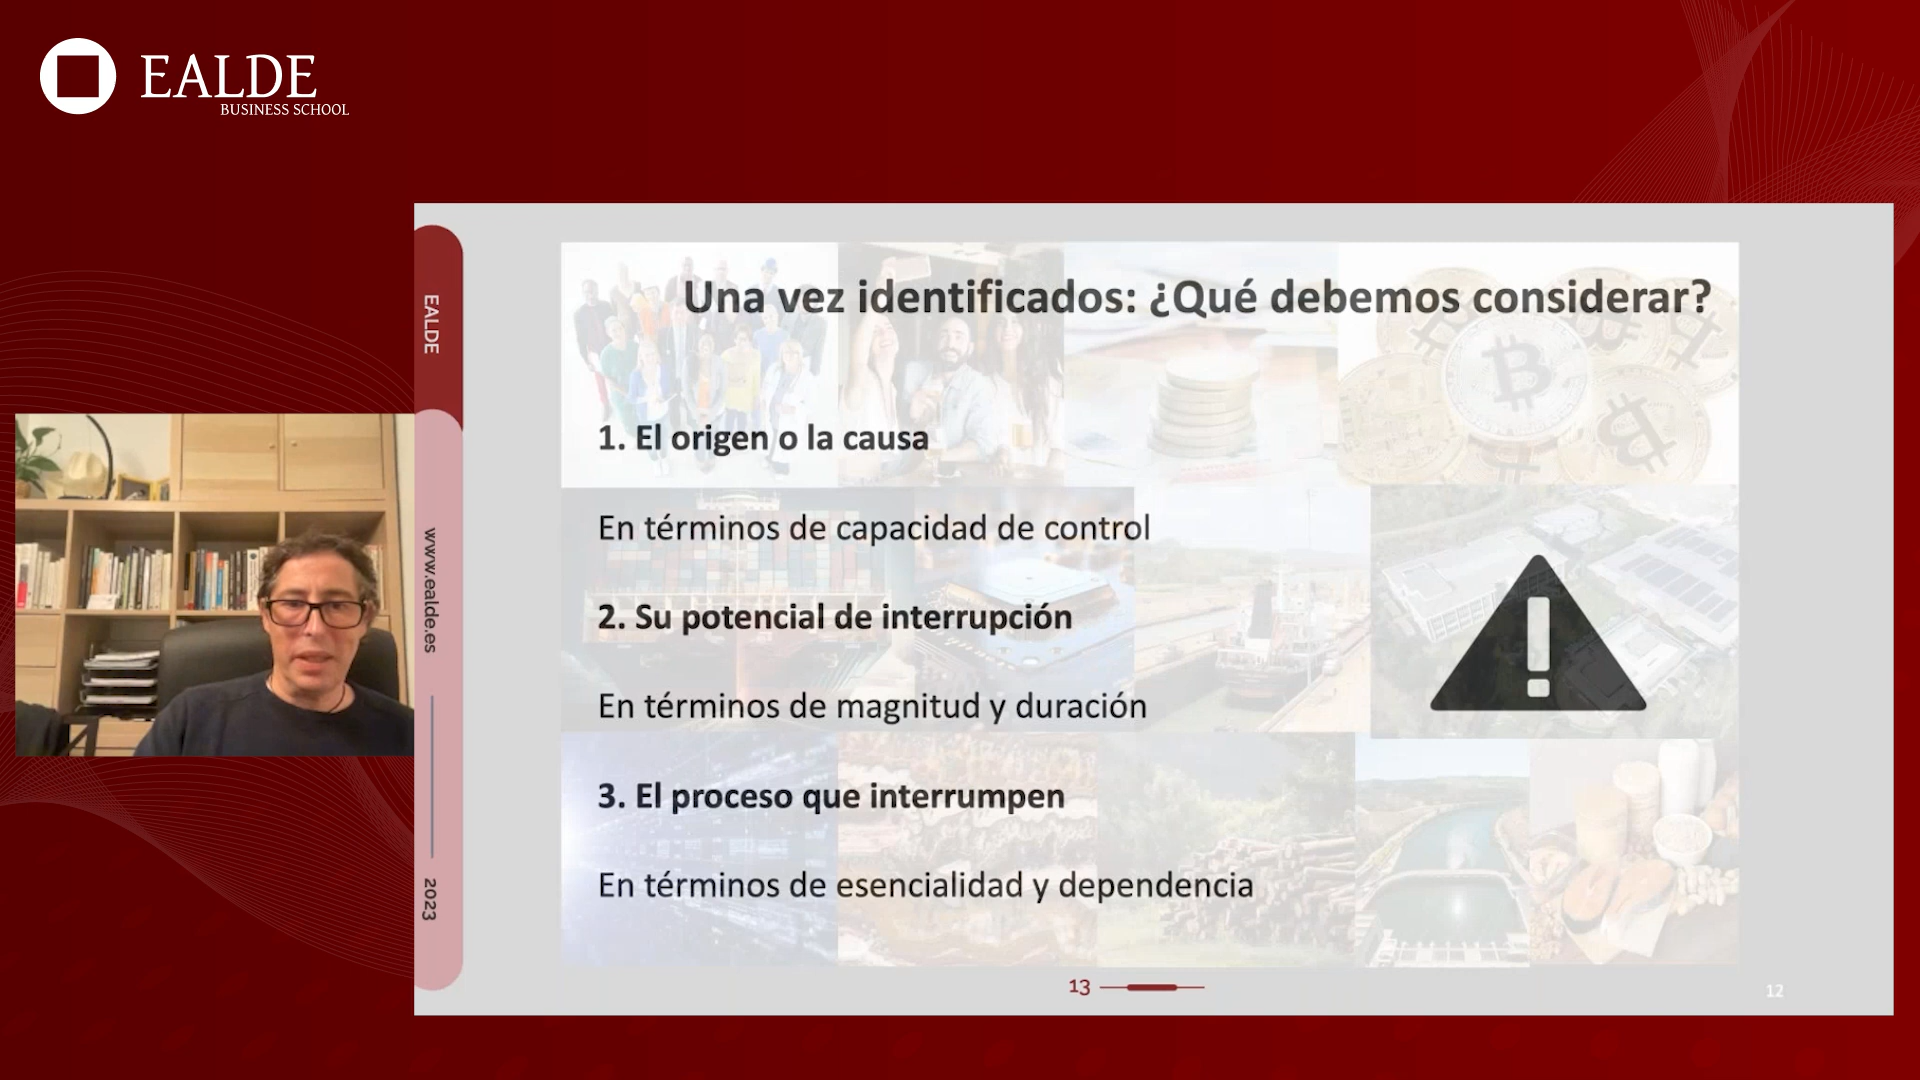 EALDE
BUSINESS SCHOOL
EALDE
www.ealde.es
2023
Una vez identificados: ¿Qué debemos considerar?
1. El origen o la causa
En términos de capacidad de control
2. Su potencial de interrupción
En términos de magnitud y duración
3. El proceso que interrumpen
En términos de esencialidad y dependencia
13
12